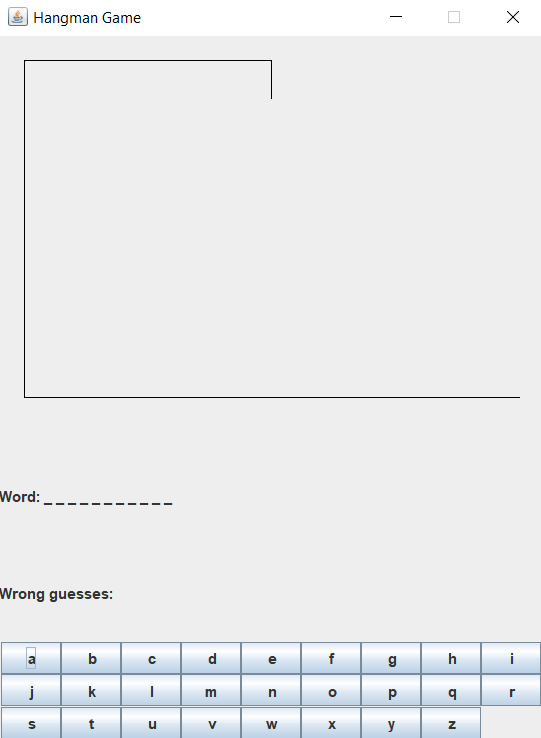 Hangman Game
Word: _ _ _ _ _ _ _ _ _ _ _
Wrong guesses:
a b c d e f g h i
j k l m n o p q r
s t u v w x y z